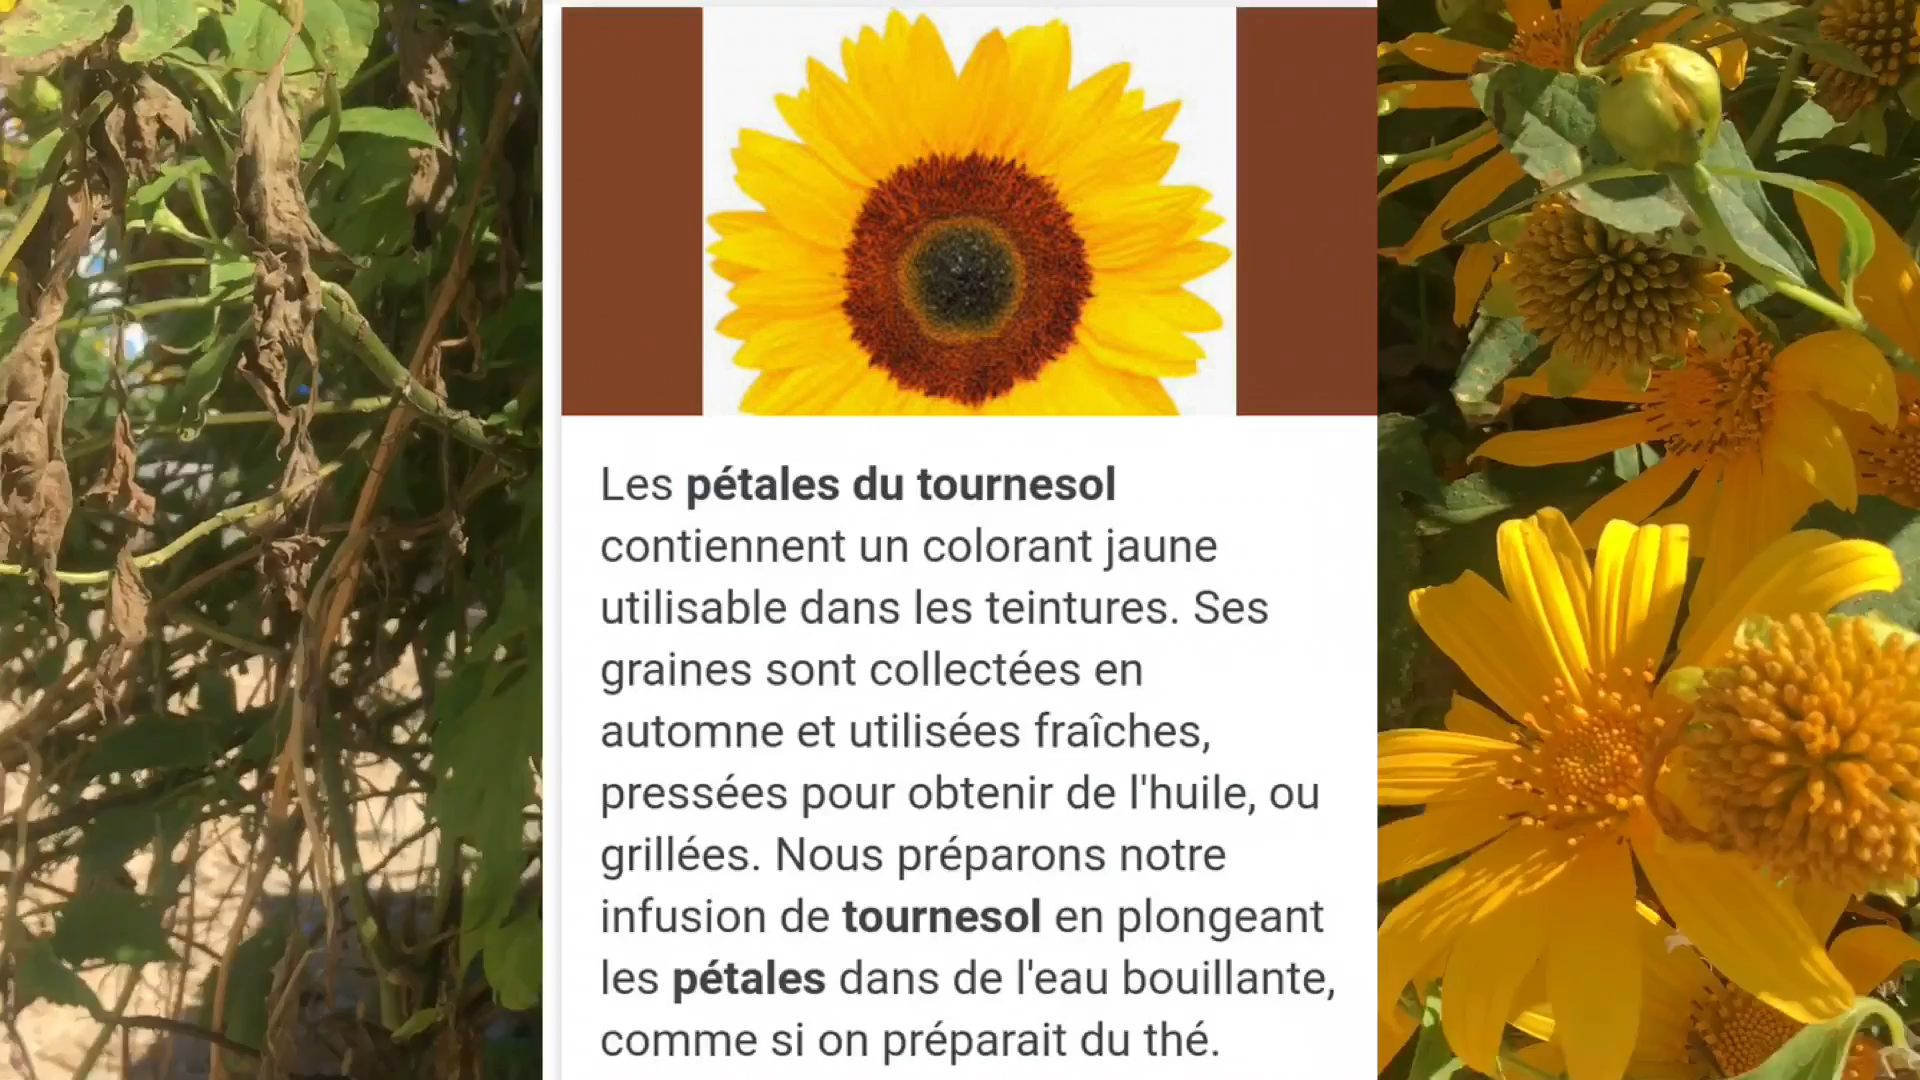 Les pétales du tournesol
contiennent un colorant jaune
utilisable dans les teintures. Ses
graines sont collectées en
automne et utilisées fraîches,
pressées pour obtenir de l'huile, ou
grillées. Nous préparons notre
infusion de tournesol en plongeant
les pétales dans de l'eau bouillante,
comme si on préparait du thé.